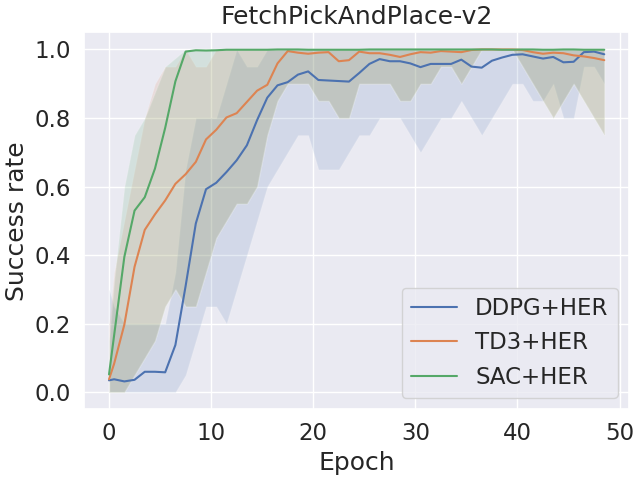 FetchPickAndPlace-v2
Success rate
1.0
0.8
0.6
0.4
0.2
0.0
DDPG+HER
TD3+HER
SAC+HER
0 10 20 30 40 50
Epoch